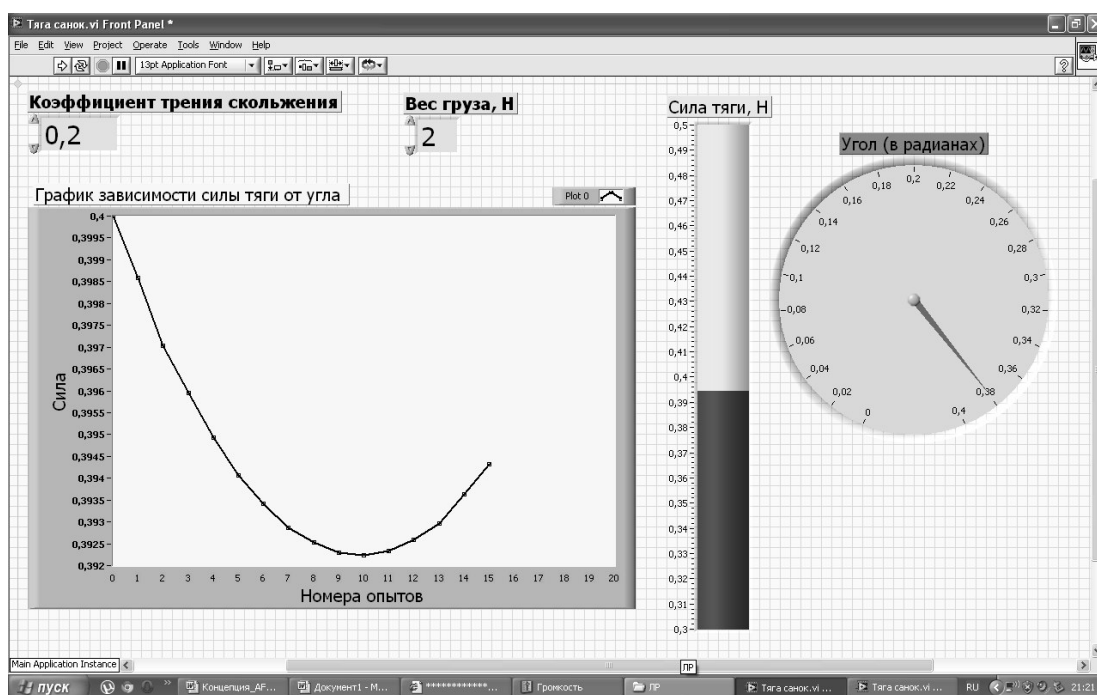 Тяга санок.vi Front Panel *
File Edit View Project Operate Tools Window Help
13pt Application Font
Коэффициент трения скольжения
0,2
Вес груза, Н
2
График зависимости силы тяги от угла
Plot 0
Сила
0,4
0,3995
0,399
0,3985
0,398
0,3975
0,397
0,3965
0,396
0,3955
0,395
0,3945
0,394
0,3935
0,393
0,3925
0,392
0 1 2 3 4 5 6 7 8 9 10 11 12 13 14 15 16 17 18 19 20
Номера опытов
Сила тяги, Н
0,5
0,49
0,48
0,47
0,46
0,45
0,44
0,43
0,42
0,41
0,4
0,39
0,38
0,37
0,36
0,35
0,34
0,33
0,32
0,31
0,3
Угол (в радианах)
0
0,02
0,04
0,06
0,08
0,1
0,12
0,14
0,16
0,18
0,2
0,22
0,24
0,26
0,28
0,3
0,32
0,34
0,36
0,38
0,4
Main Application Instance
ЛР
пуск
Концепция_AF...
Документ1 - М...
************...
Громкость
ЛР
Тяга санок.vi ...
Тяга санок.vi ...
RU
21:21